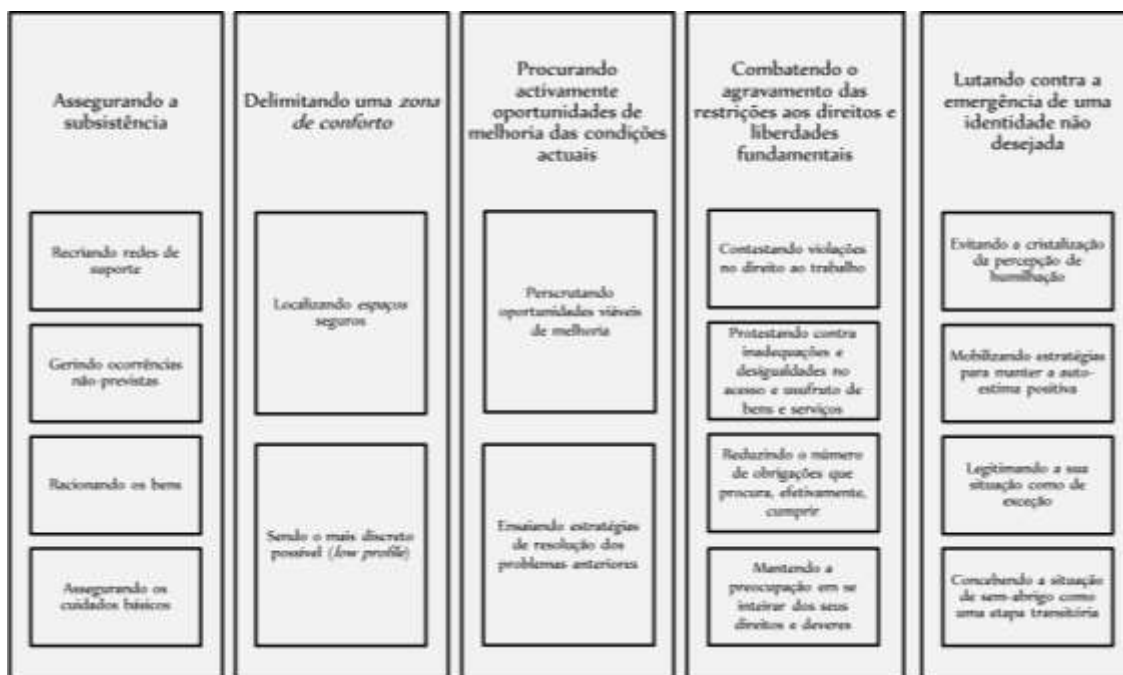 Assegurando a
subsistência
Recriando redes de
suporte
Gerindo ocorrências
não-previstas
Racionando os bens
Assegurando os
cuidados básicos
Delimitando uma zona
de conforto
Localizando espaços
seguros
Sendo o mais discreto
possível (low profile)
Procurando
activamente
oportunidades de
melhoria das condições
actuais
Perscrutando
oportunidades viáveis
de melhoria
Ensaiando estratégias
de resolução dos
problemas anteriores
Combatendo o
agravamento das
restrições aos direitos e
liberdades
fundamentais
Contestando violações
no direito ao trabalho
Protestando contra
inadequações e
desigualdades no
acesso e usufruto de
bens e serviços
Reduzindo o número
de obrigações que
procura, efetivamente,
cumprir
Mantendo a
preocupação em se
inteirar dos seus
direitos e deveres
Lutando contra a
emergência de uma
identidade não
desejada
Evitando a cristalização
da percepção de
humilhação
Mobilizando estratégias
para manter a auto-
estima positiva
Legitimando a sua
situação como de
exceção
Concebendo a situação
de sem-abrigo como
uma etapa transitória